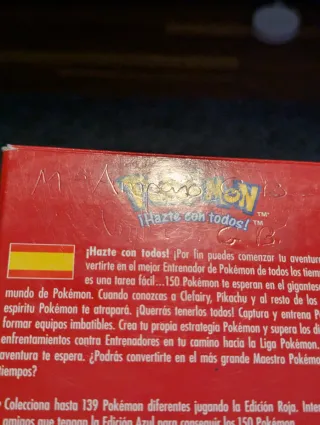 POKÉMON
¡Hazte con todos!™
¡Hazte con todos! ¡Por fin puedes comenzar tu aventura
vertirte en el mejor Entrenador de Pokémon de todos los tiem
es una tarea fácil...150 Pokémon te esperan en el gigantes
mundo de Pokémon. Cuando conozcas a Clefairy, Pikachu y al resto de los
espíritu Pokémon te atrapará. ¡Querrás tenerlos todos! Captura y entrena P
formar equipos imbatibles. Crea tu propia estrategia Pokémon y supera los di
enfrentamientos contra Entrenadores en tu camino hacia la Liga Pokémon.
aventura te espera. ¿Podrás convertirte en el más grande Maestro Pokémo
tiempos?
y Colecciona hasta 139 Pokémon diferentes jugando la Edición Roja. Inter
amigos que tengan la Edición Azul para conseguir los 150 Pokémon.